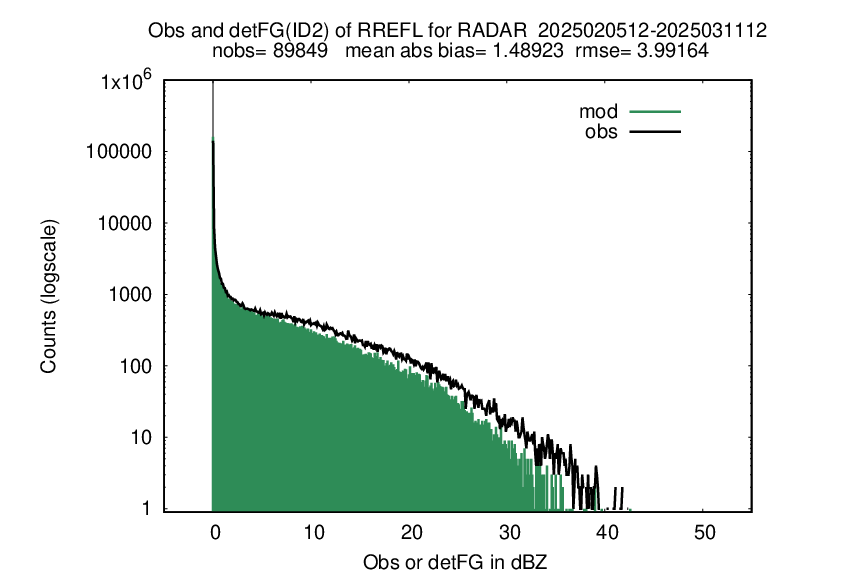 Obs and detFG(ID2) of RREFL for RADAR  2025020512-2025031112
nobs= 89849   mean abs bias= 1.48923  rmse= 3.99164
1x10^6
100000
10000
1000
100
10
1
Counts (logscale)
mod
obs
0 10 20 30 40 50
Obs or detFG in dBZ